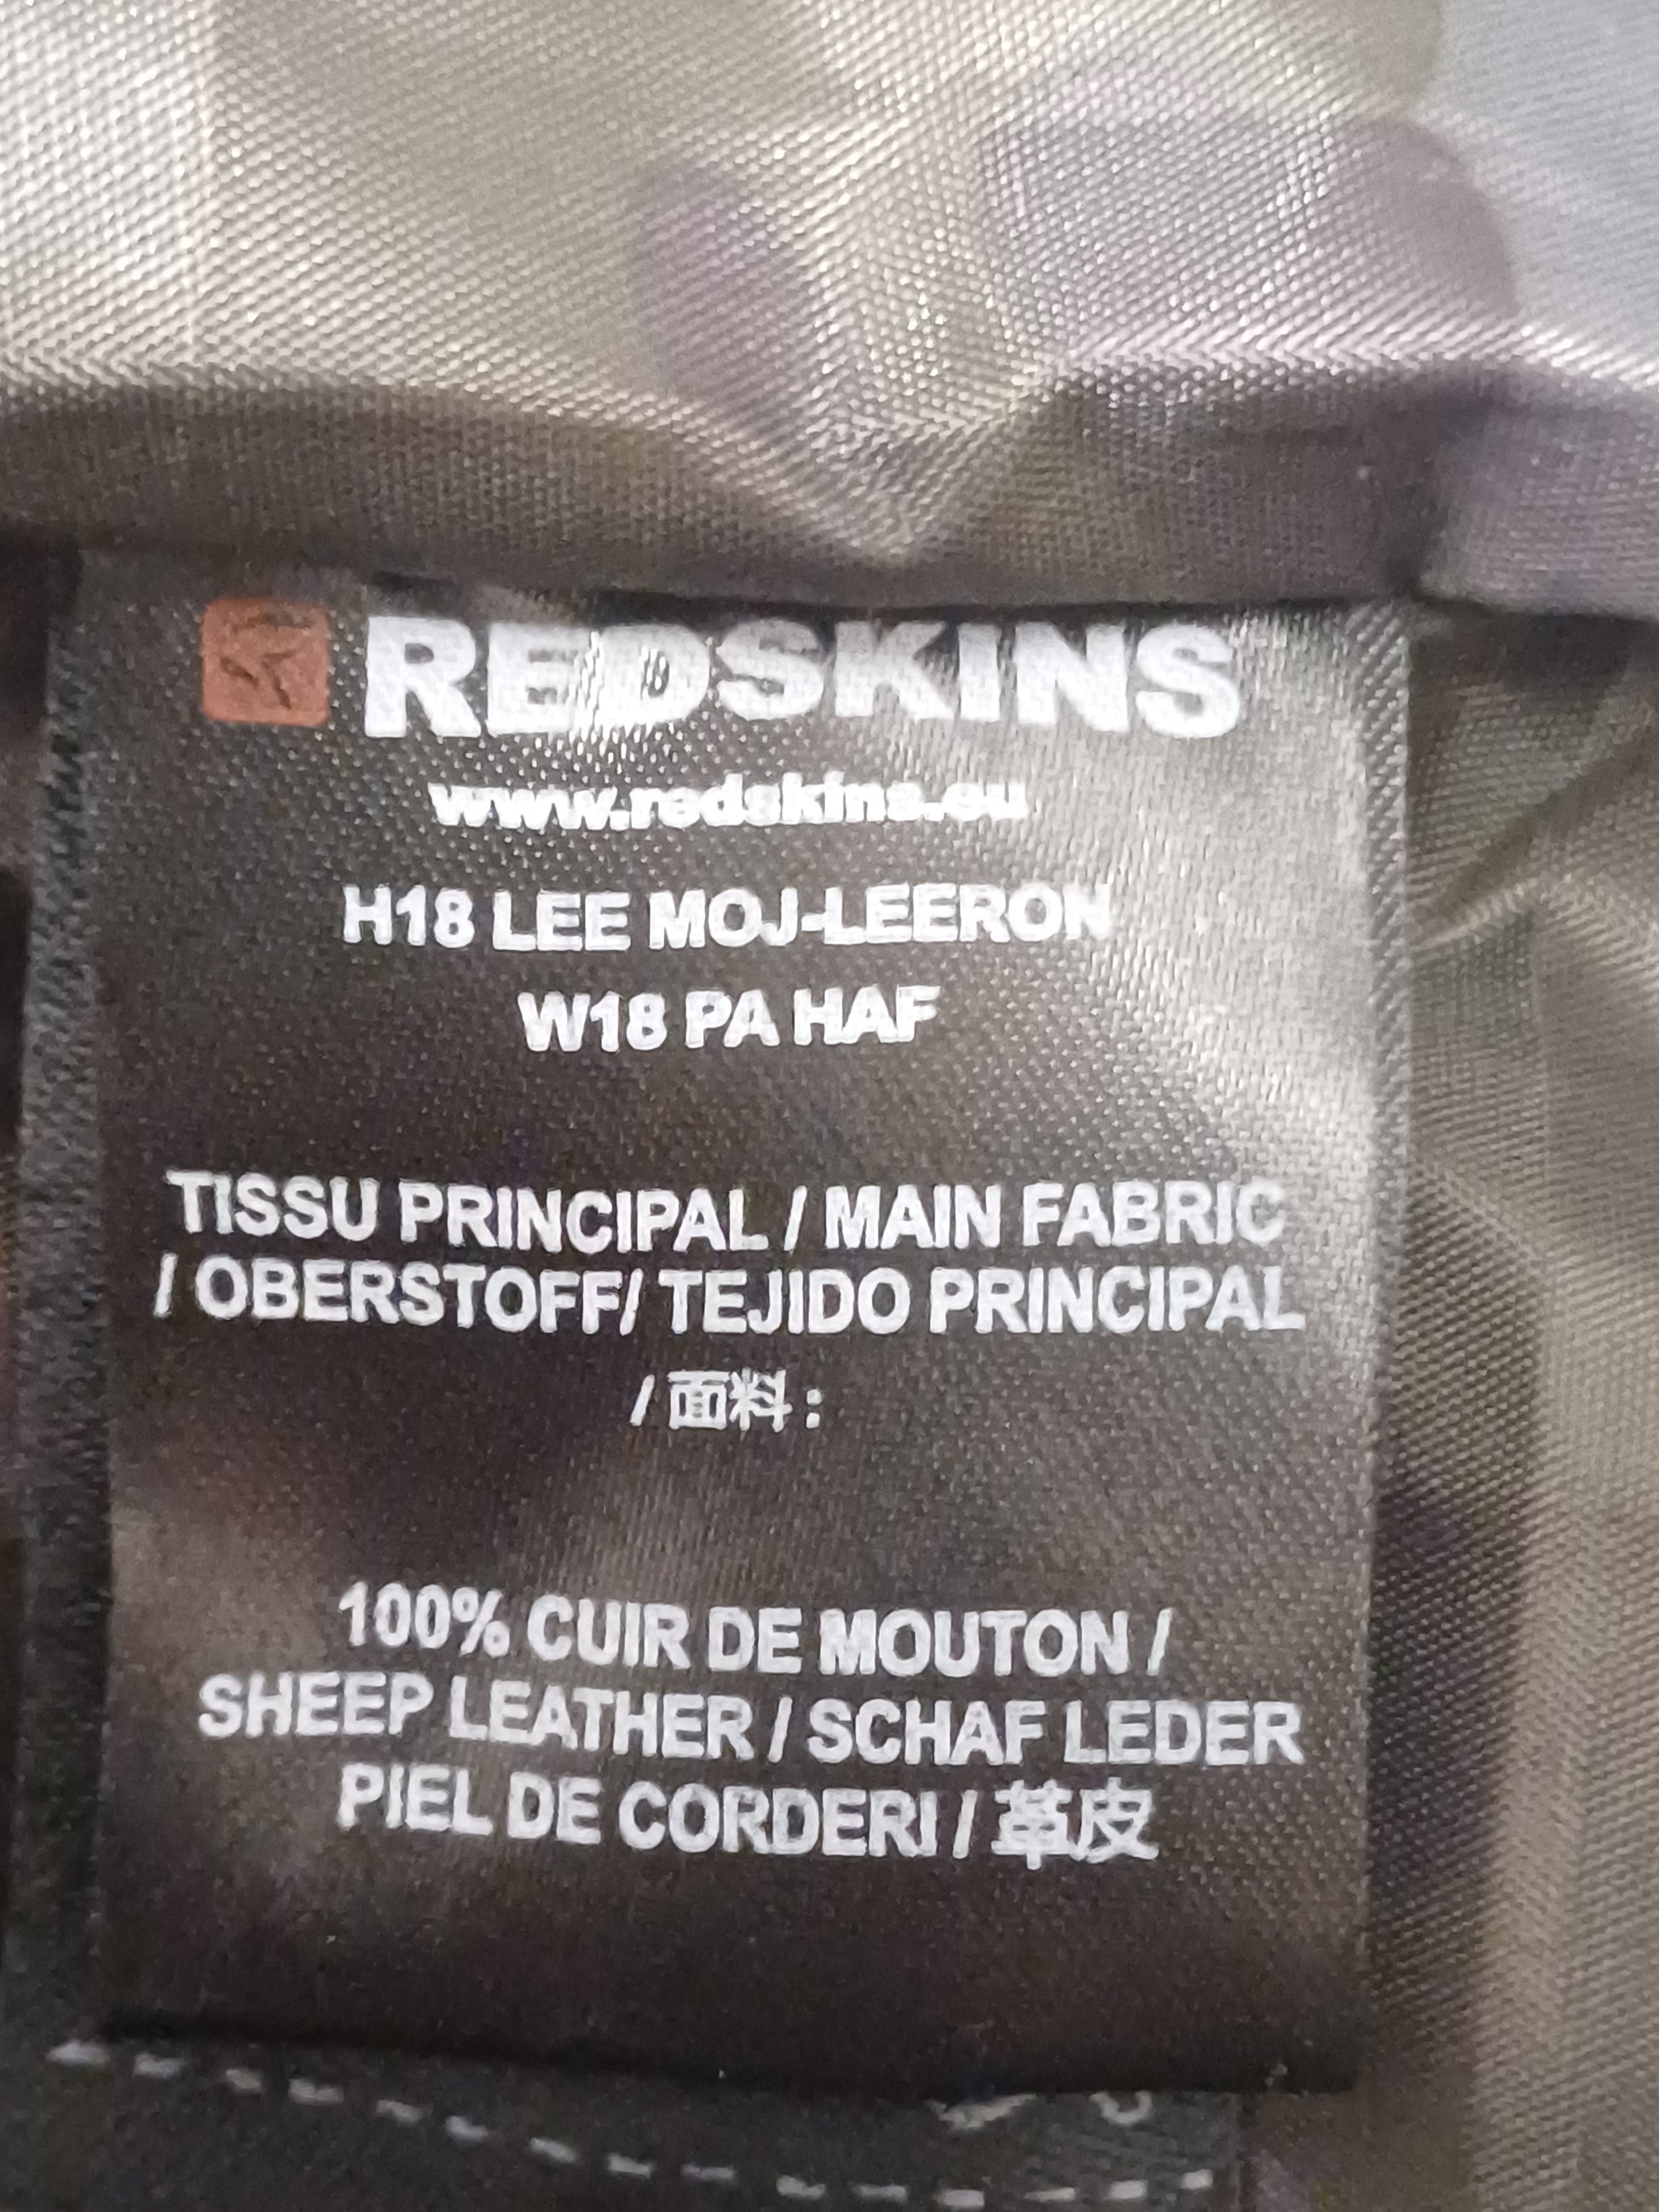 REDSKINS
www.redskins.eu
H18 LEE MOJ-LEERON
W18 PA HAF
TISSU PRINCIPAL / MAIN FABRIC
/ OBERSTOFF/ TEJIDO PRINCIPAL
/ 面料 :
100% CUIR DE MOUTON /
SHEEP LEATHER / SCHAF LEDER
PIEL DE CORDERI / 革皮